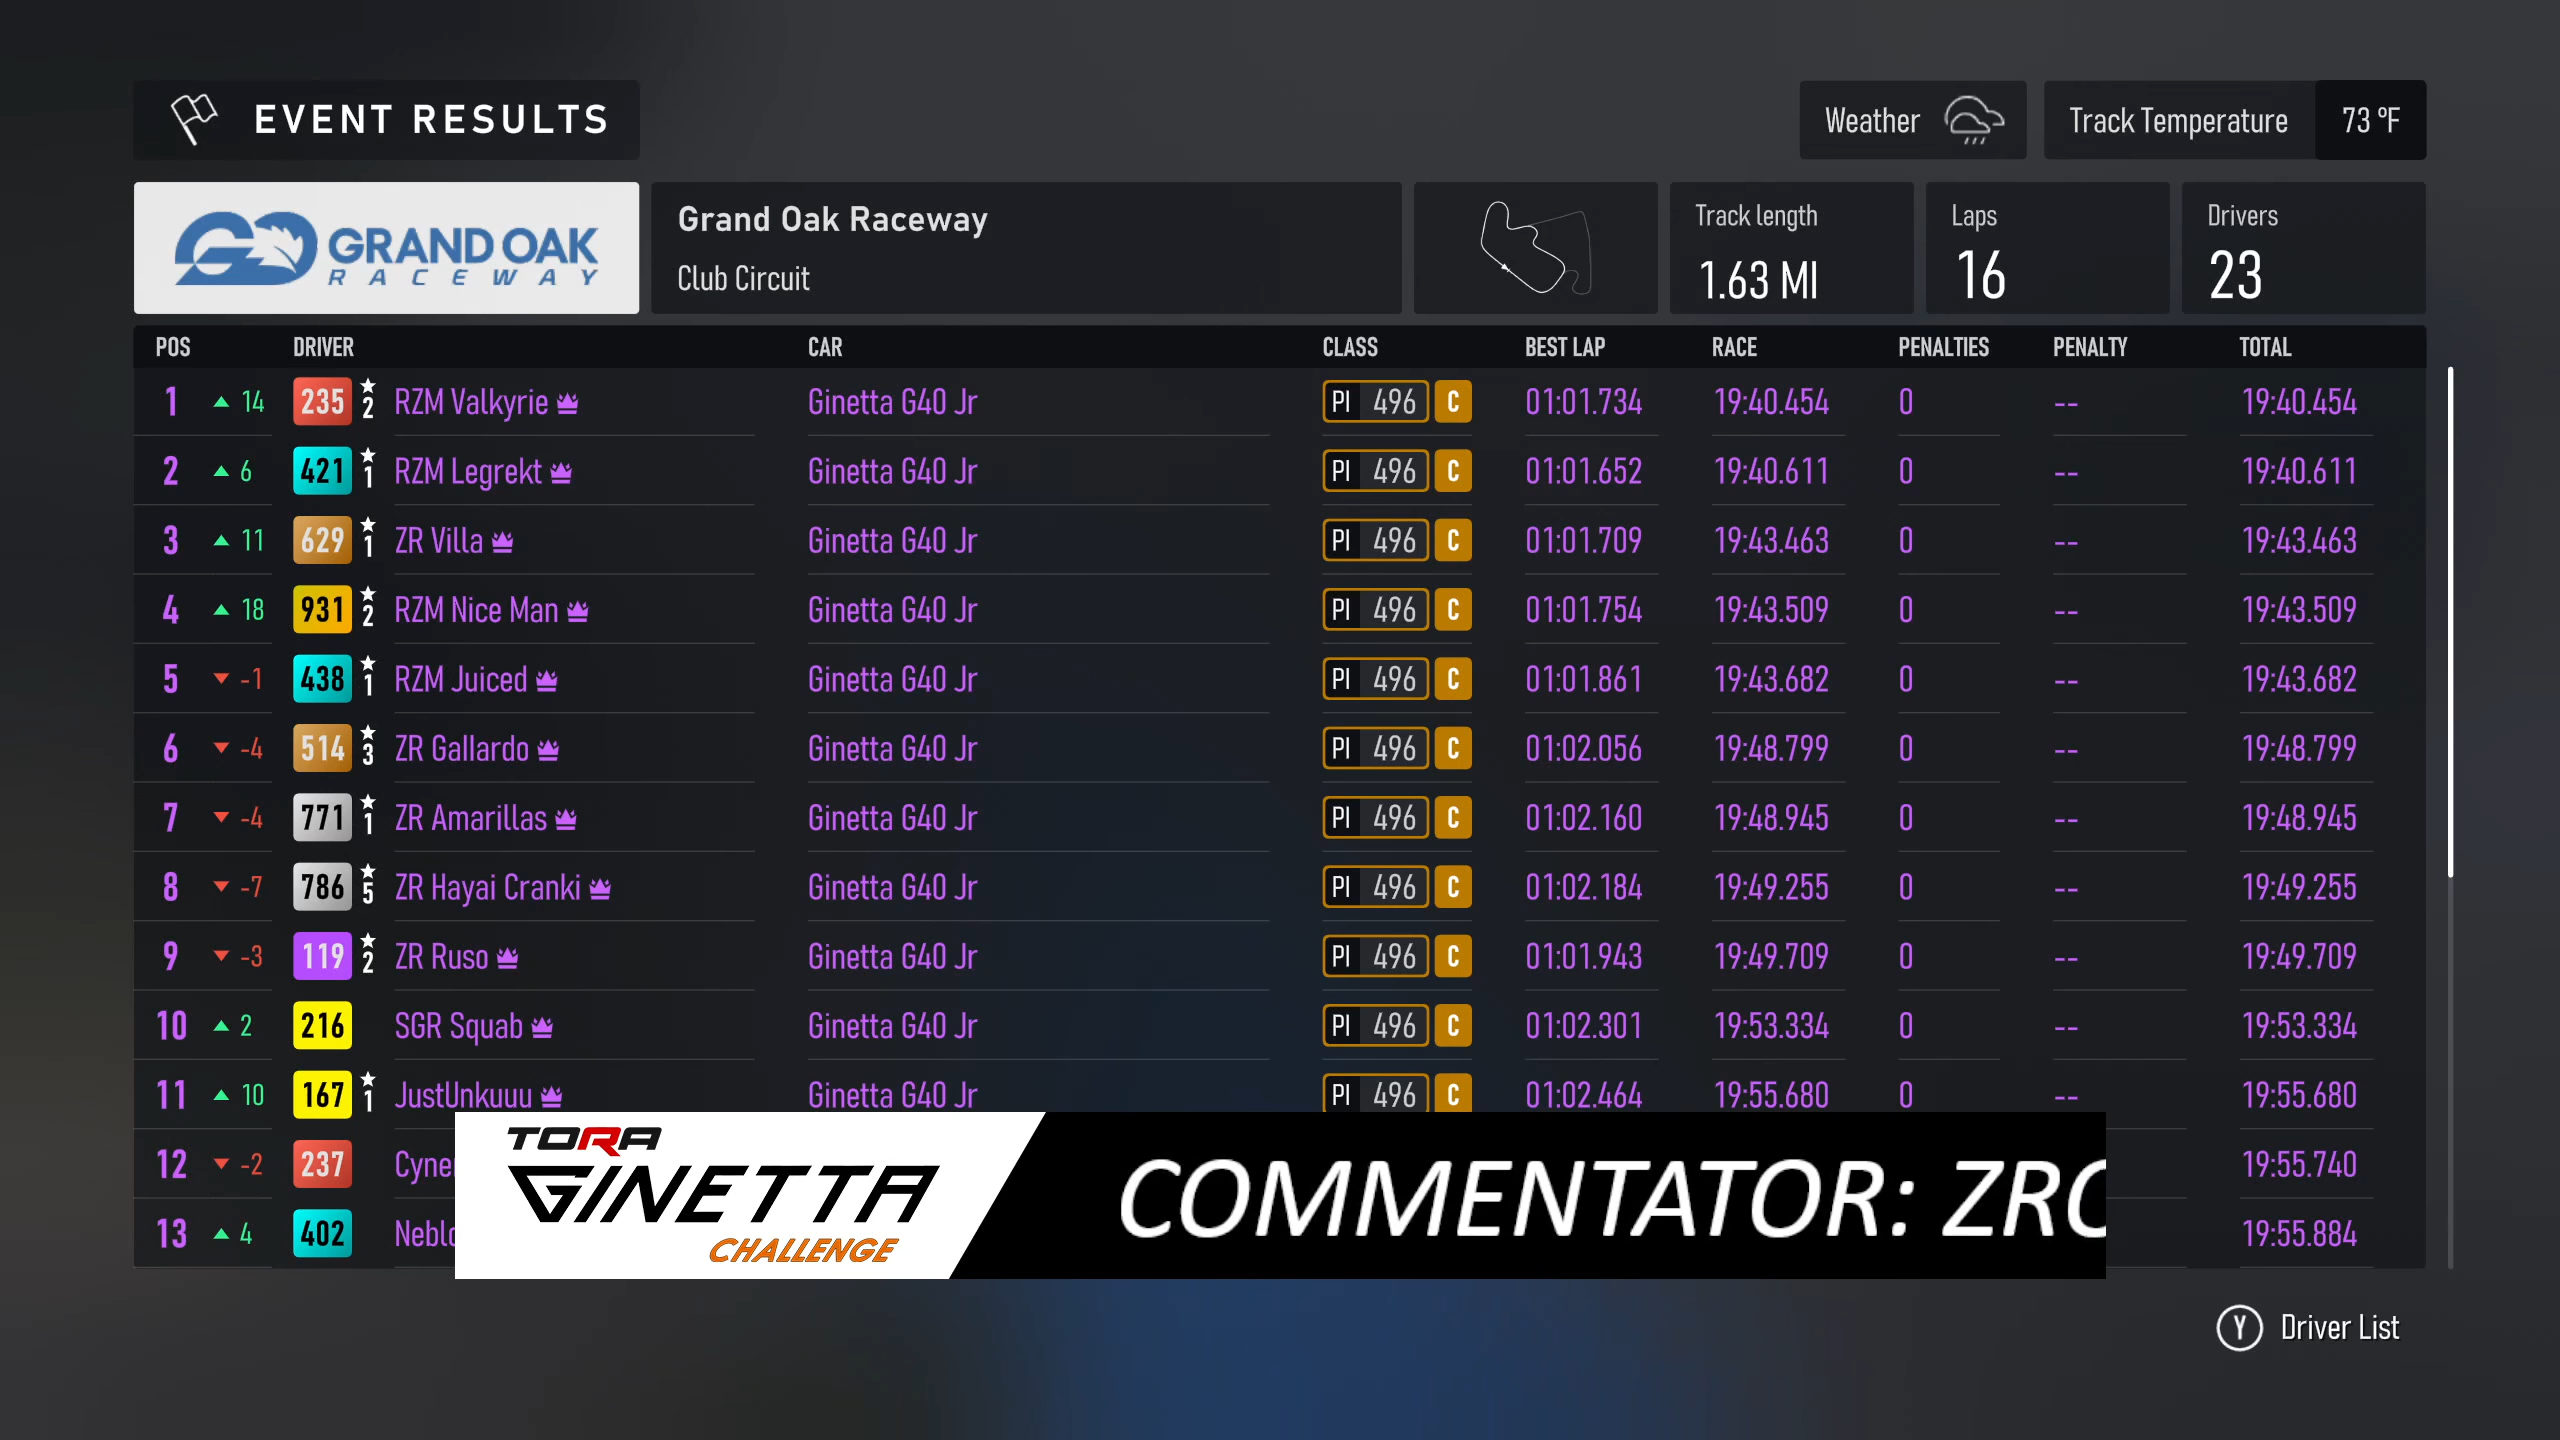 EVENT RESULTS
Weather
Track Temperature 73 °F
GRAND OAK
RACEWAY
Grand Oak Raceway
Club Circuit
Track length
1.63 MI
Laps
16
Drivers
23
POS DRIVER CAR CLASS BEST LAP RACE PENALTIES PENALTY TOTAL
1 14 235 2 RZM Valkyrie Ginetta G40 Jr PI 496 C 01:01.734 19:40.454 0 -- 19:40.454
2 6 421 1 RZM Legrekt Ginetta G40 Jr PI 496 C 01:01.652 19:40.611 0 -- 19:40.611
3 11 629 1 ZR Villa Ginetta G40 Jr PI 496 C 01:01.709 19:43.463 0 -- 19:43.463
4 18 931 2 RZM Nice Man Ginetta G40 Jr PI 496 C 01:01.754 19:43.509 0 -- 19:43.509
5 -1 438 1 RZM Juiced Ginetta G40 Jr PI 496 C 01:01.861 19:43.682 0 -- 19:43.682
6 -4 514 3 ZR Gallardo Ginetta G40 Jr PI 496 C 01:02.056 19:48.799 0 -- 19:48.799
7 -4 771 1 ZR Amarillas Ginetta G40 Jr PI 496 C 01:02.160 19:48.945 0 -- 19:48.945
8 -7 786 5 ZR Hayai Cranki Ginetta G40 Jr PI 496 C 01:02.184 19:49.255 0 -- 19:49.255
9 -3 119 2 ZR Ruso Ginetta G40 Jr PI 496 C 01:01.943 19:49.709 0 -- 19:49.709
10 2 216 SGR Squab Ginetta G40 Jr PI 496 C 01:02.301 19:53.334 0 -- 19:53.334
11 10 167 1 JustUnkuuu Ginetta G40 Jr PI 496 C 01:02.464 19:55.680 0 -- 19:55.680
12 -2 237 19:55.740
13 4 402 19:55.884
TORA
GINETTA
CHALLENGE
COMMENTATOR:
Y Driver List